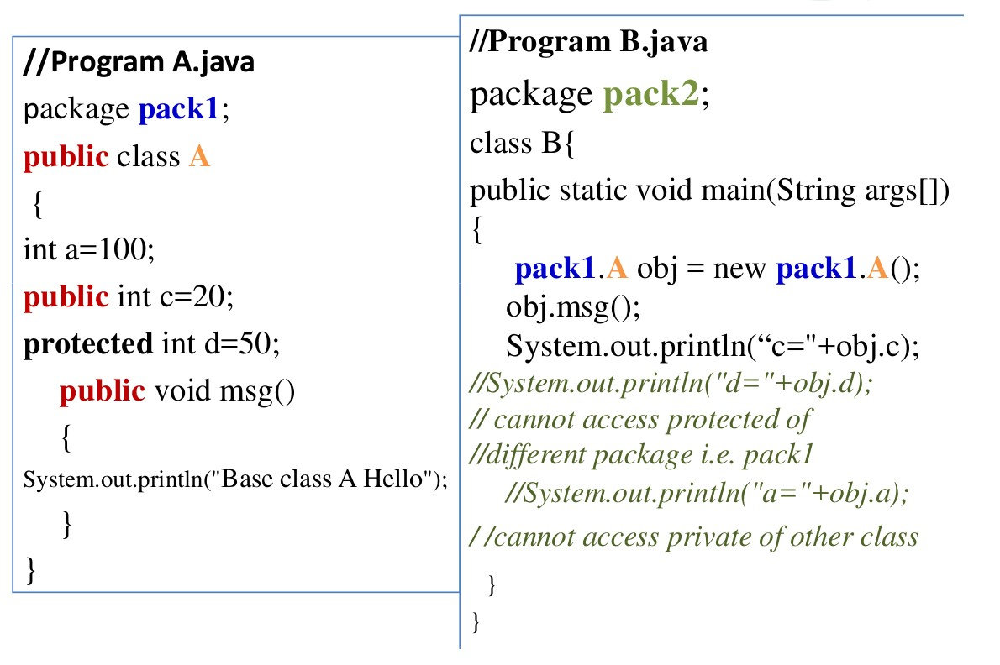 //Program A.java
package pack1;
public class A
{
int a=100;
public int c=20;
protected int d=50;
public void msg()
{
System.out.println("Base class A Hello");
}
}
//Program B.java
package pack2;
class B{
public static void main(String args[])
{
pack1.A obj = new pack1.A();
obj.msg();
System.out.println(“c="+obj.c);
//System.out.println("d="+obj.d);
// cannot access protected of
//different package i.e. pack1
//System.out.println("a="+obj.a);
/ /cannot access private of other class
}
}